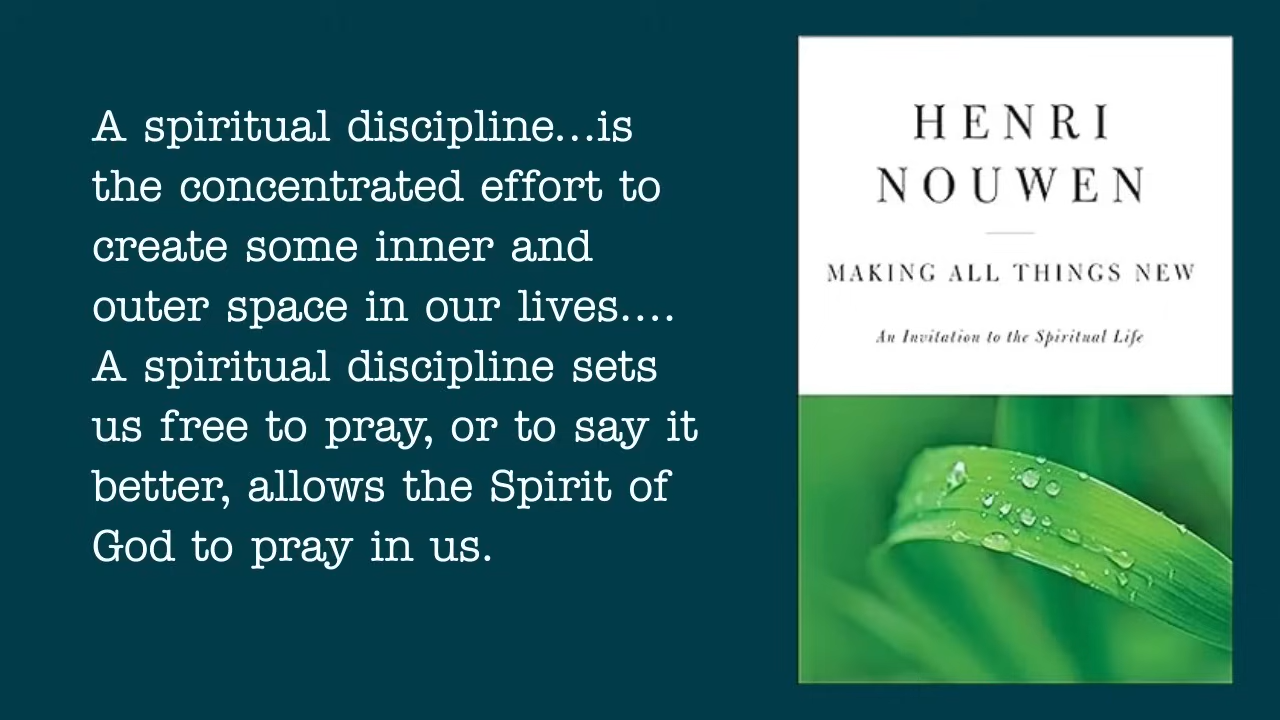 A spiritual discipline...is
the concentrated effort to
create some inner and
outer space in our lives....
A spiritual discipline sets
us free to pray, or to say it
better, allows the Spirit of
God to pray in us.
HENRI
NOUWEN
MAKING ALL THINGS NEW
An Invitation to the Spiritual Life